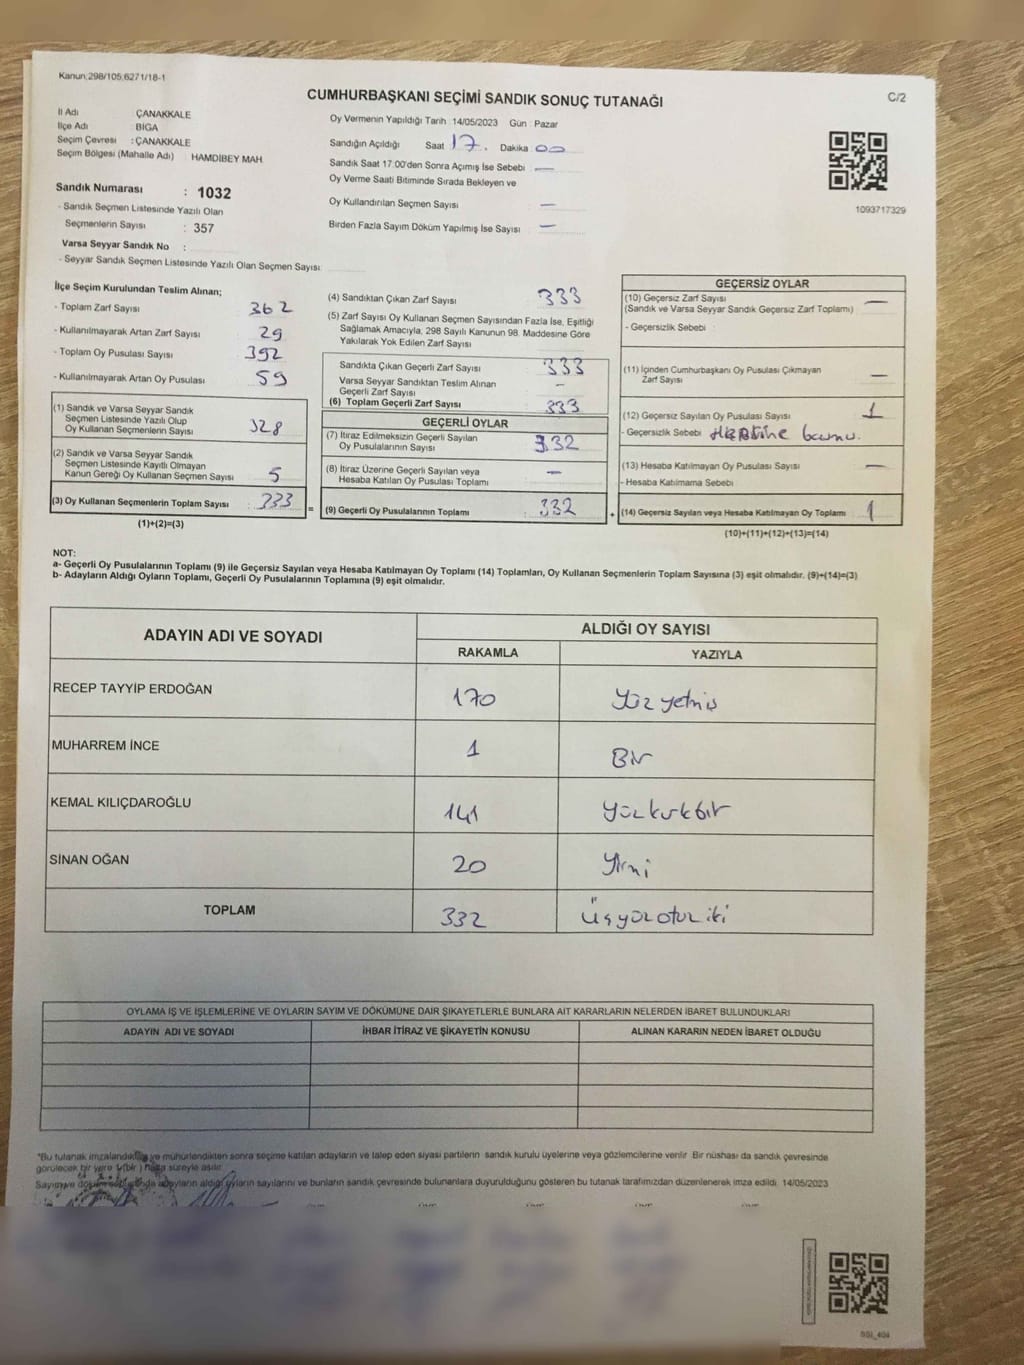 Kanun;298/105;6271/18-1
C/2
CUMHURBAŞKANI SEÇİMİ SANDIK SONUÇ TUTANAĞI
İl Adı ÇANAKKALE
İlçe Adı BİGA
Seçim Çevresi : ÇANAKKALE
Seçim Bölgesi (Mahalle Adı) HAMDİBEY MAH
Sandık Numarası : 1032
- Sandık Seçmen Listesinde Yazılı Olan
Seçmenlerin Sayısı : 357
Varsa Seyyar Sandık No :
- Seyyar Sandık Seçmen Listesinde Yazılı Olan Seçmen Sayısı:
Oy Vermenin Yapıldığı Tarih :14/05/2023 Gün : Pazar
Sandığın Açıldığı Saat 17. Dakika 00
Sandık Saat 17:00'den Sonra Açımış İse Sebebi —
Oy Verme Saati Bitiminde Sırada Bekleyen ve
Oy Kullandırılan Seçmen Sayısı —
Birden Fazla Sayım Döküm Yapılmış İse Sayısı —
1093717329
İlçe Seçim Kurulundan Teslim Alınan;
- Toplam Zarf Sayısı 362
- Kullanılmayarak Artan Zarf Sayısı 29
- Toplam Oy Pusulası Sayısı 392
- Kullanılmayarak Artan Oy Pusulası 59
(1) Sandık ve Varsa Seyyar Sandık
Seçmen Listesinde Yazılı Olup
Oy Kullanan Seçmenlerin Sayısı 328
(2) Sandık ve Varsa Seyyar Sandık
Seçmen Listesinde Kayıtlı Olmayan
Kanun Gereği Oy Kullanan Seçmen Sayısı 5
(3) Oy Kullanan Seçmenlerin Toplam Sayısı : 333
(1)+(2)=(3)
=
(4) Sandıktan Çıkan Zarf Sayısı 333
(5) Zarf Sayısı Oy Kullanan Seçmen Sayısından Fazla İse, Eşitliği
Sağlamak Amacıyla, 298 Sayılı Kanunun 98. Maddesine Göre
Yakılarak Yok Edilen Zarf Sayısı
Sandıkta Çıkan Geçerli Zarf Sayısı 333
Varsa Seyyar Sandıktan Teslim Alınan
Geçerli Zarf Sayısı —
(6) Toplam Geçerli Zarf Sayısı 333
GEÇERLİ OYLAR
(7) İtiraz Edilmeksizin Geçerli Sayılan
Oy Pusulasının Sayısı 332
(8) İtiraz Üzerine Geçerli Sayılan veya
Hesaba Katılan Oy Pusulası Toplamı —
(9) Geçerli Oy Pusulalarının Toplamı : 332
+
GEÇERSİZ OYLAR
(10) Geçersiz Zarf Sayısı —
(Sandık ve Varsa Seyyar Sandık Geçersiz Zarf Toplamı)
- Geçersizlik Sebebi :
(11) İçinden Cumhurbaşkanı Oy Pusulası Çıkmayan
Zarf Sayısı —
(12) Geçersiz Sayılan Oy Pusulası Sayısı 1
- Geçersizlik Sebebi
(13) Hesaba Katılmayan Oy Pusulası Sayısı —
- Hesaba Katılmama Sebebi
(14) Geçersiz Sayılan veya Hesaba Katılmayan Oy Toplamı 1
(10)+(11)+(12)+(13)=(14)
NOT:
a- Geçerli Oy Pusulalarının Toplamı (9) ile Geçersiz Sayılan veya Hesaba Katılmayan Oy Toplamı (14) Toplamları, Oy Kullanan Seçmenlerin Toplam Sayısına (3) eşit olmalıdır. (9)+(14)=(3)
b- Adayların Aldığı Oyların Toplamı, Geçerli Oy Pusulalarının Toplamına (9) eşit olmalıdır.
ADAYIN ADI VE SOYADI
ALDIĞI OY SAYISI
RAKAMLA YAZIYLA
RECEP TAYYİP ERDOĞAN 170 Yüz yetmiş
MUHARREM İNCE 1 Bir
KEMAL KILIÇDAROĞLU 141 Yüzkırkbir
SİNAN OĞAN 20 Yirmi
TOPLAM 332 Üçyüzotuziki
OYLAMA İŞ VE İŞLEMLERİNE VE OYLARIN SAYIM VE DÖKÜMÜNE DAİR ŞİKAYETLERLE BUNLARA AİT KARARLARIN NELERDEN İBARET BULUNDUKLARI
ADAYIN ADI VE SOYADI İHBAR İTİRAZ VE ŞİKAYETİN KONUSU ALINAN KARARIN NEDEN İBARET OLDUĞU
"Bu tutanak imzalandıktan ve mühürlendikten sonra seçime katılan adayların ve talep eden siyasi partilerin sandık kurulu üyelerine veya gözlemcilerine verilir Bir nüshası da sandık çevresinde
görülecek bir yere 1 (bir ) hafta süreyle asılır.
Sayım ve döküm adayların aldığı oyların sayılarını ve bunların sandık çevresinde bulunanlara duyurulduğunu gösteren bu tutanak tarafımızdan düzenlenerek imza edildi. 14/05/2023